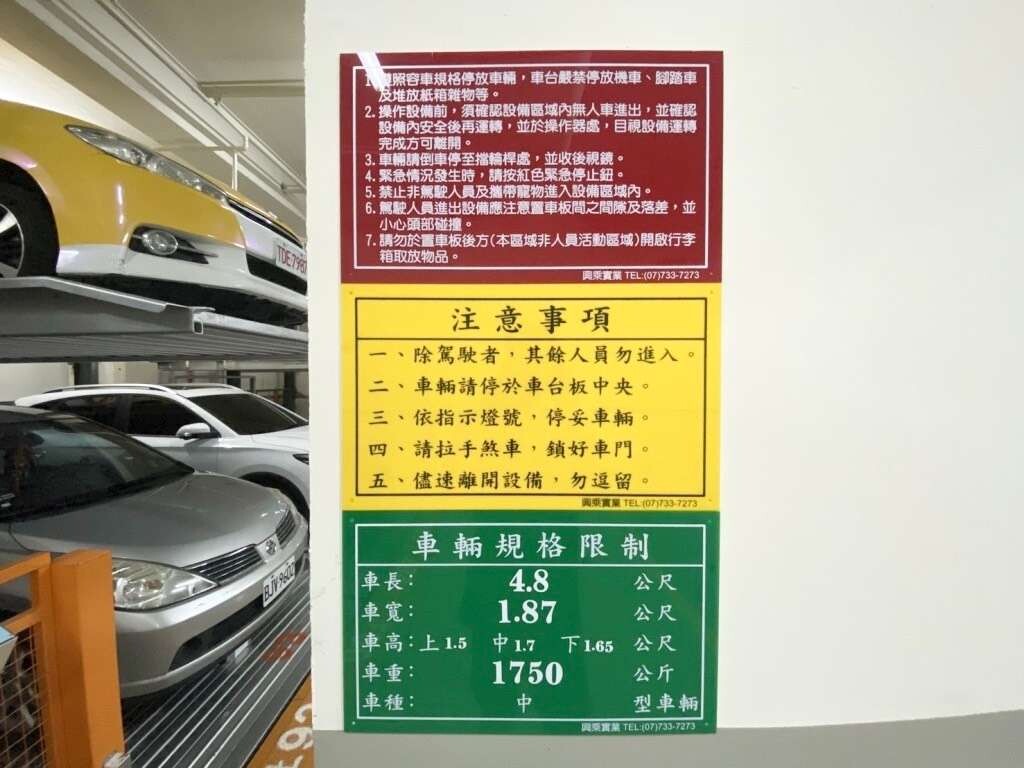 1.照容車規格停放車輛，車台嚴禁停放機車、腳踏車
及堆放紙箱雜物等。
2. 操作設備前，須確認設備區域內無人車進出，並確認
設備內安全後再運轉，並於操作器處，目視設備運轉
完成方可離開。
3. 車輛請倒車停至擋輪桿處，並收後視鏡。
4. 緊急情況發生時，請按紅色緊急停止鈕。
5. 禁止非駕駛人員及攜帶寵物進入設備區域內。
6. 駕駛人員進出設備應注意置車板間之間隙及落差，並
小心頭部碰撞。
7. 請勿於置車板後方(本區域非人員活動區域)開啟行李
箱取放物品。
興乘實業 TEL:(07)733-7273
注意事項
一、除駕駛者，其餘人員勿進入。
二、車輛請停於車台板中央。
三、依指示燈號，停妥車輛。
四、請拉手煞車，鎖好車門。
五、儘速離開設備，勿逗留。
興乘實業 TEL:(07)733-7273
車輛規格限制
車長： 4.8 公尺
車寬： 1.87 公尺
車高：上1.5 中1.7 下1.65 公尺
車重： 1750 公斤
車種： 中 型車輛
興乘實業 TEL:(07)733-7273
BJV-9600